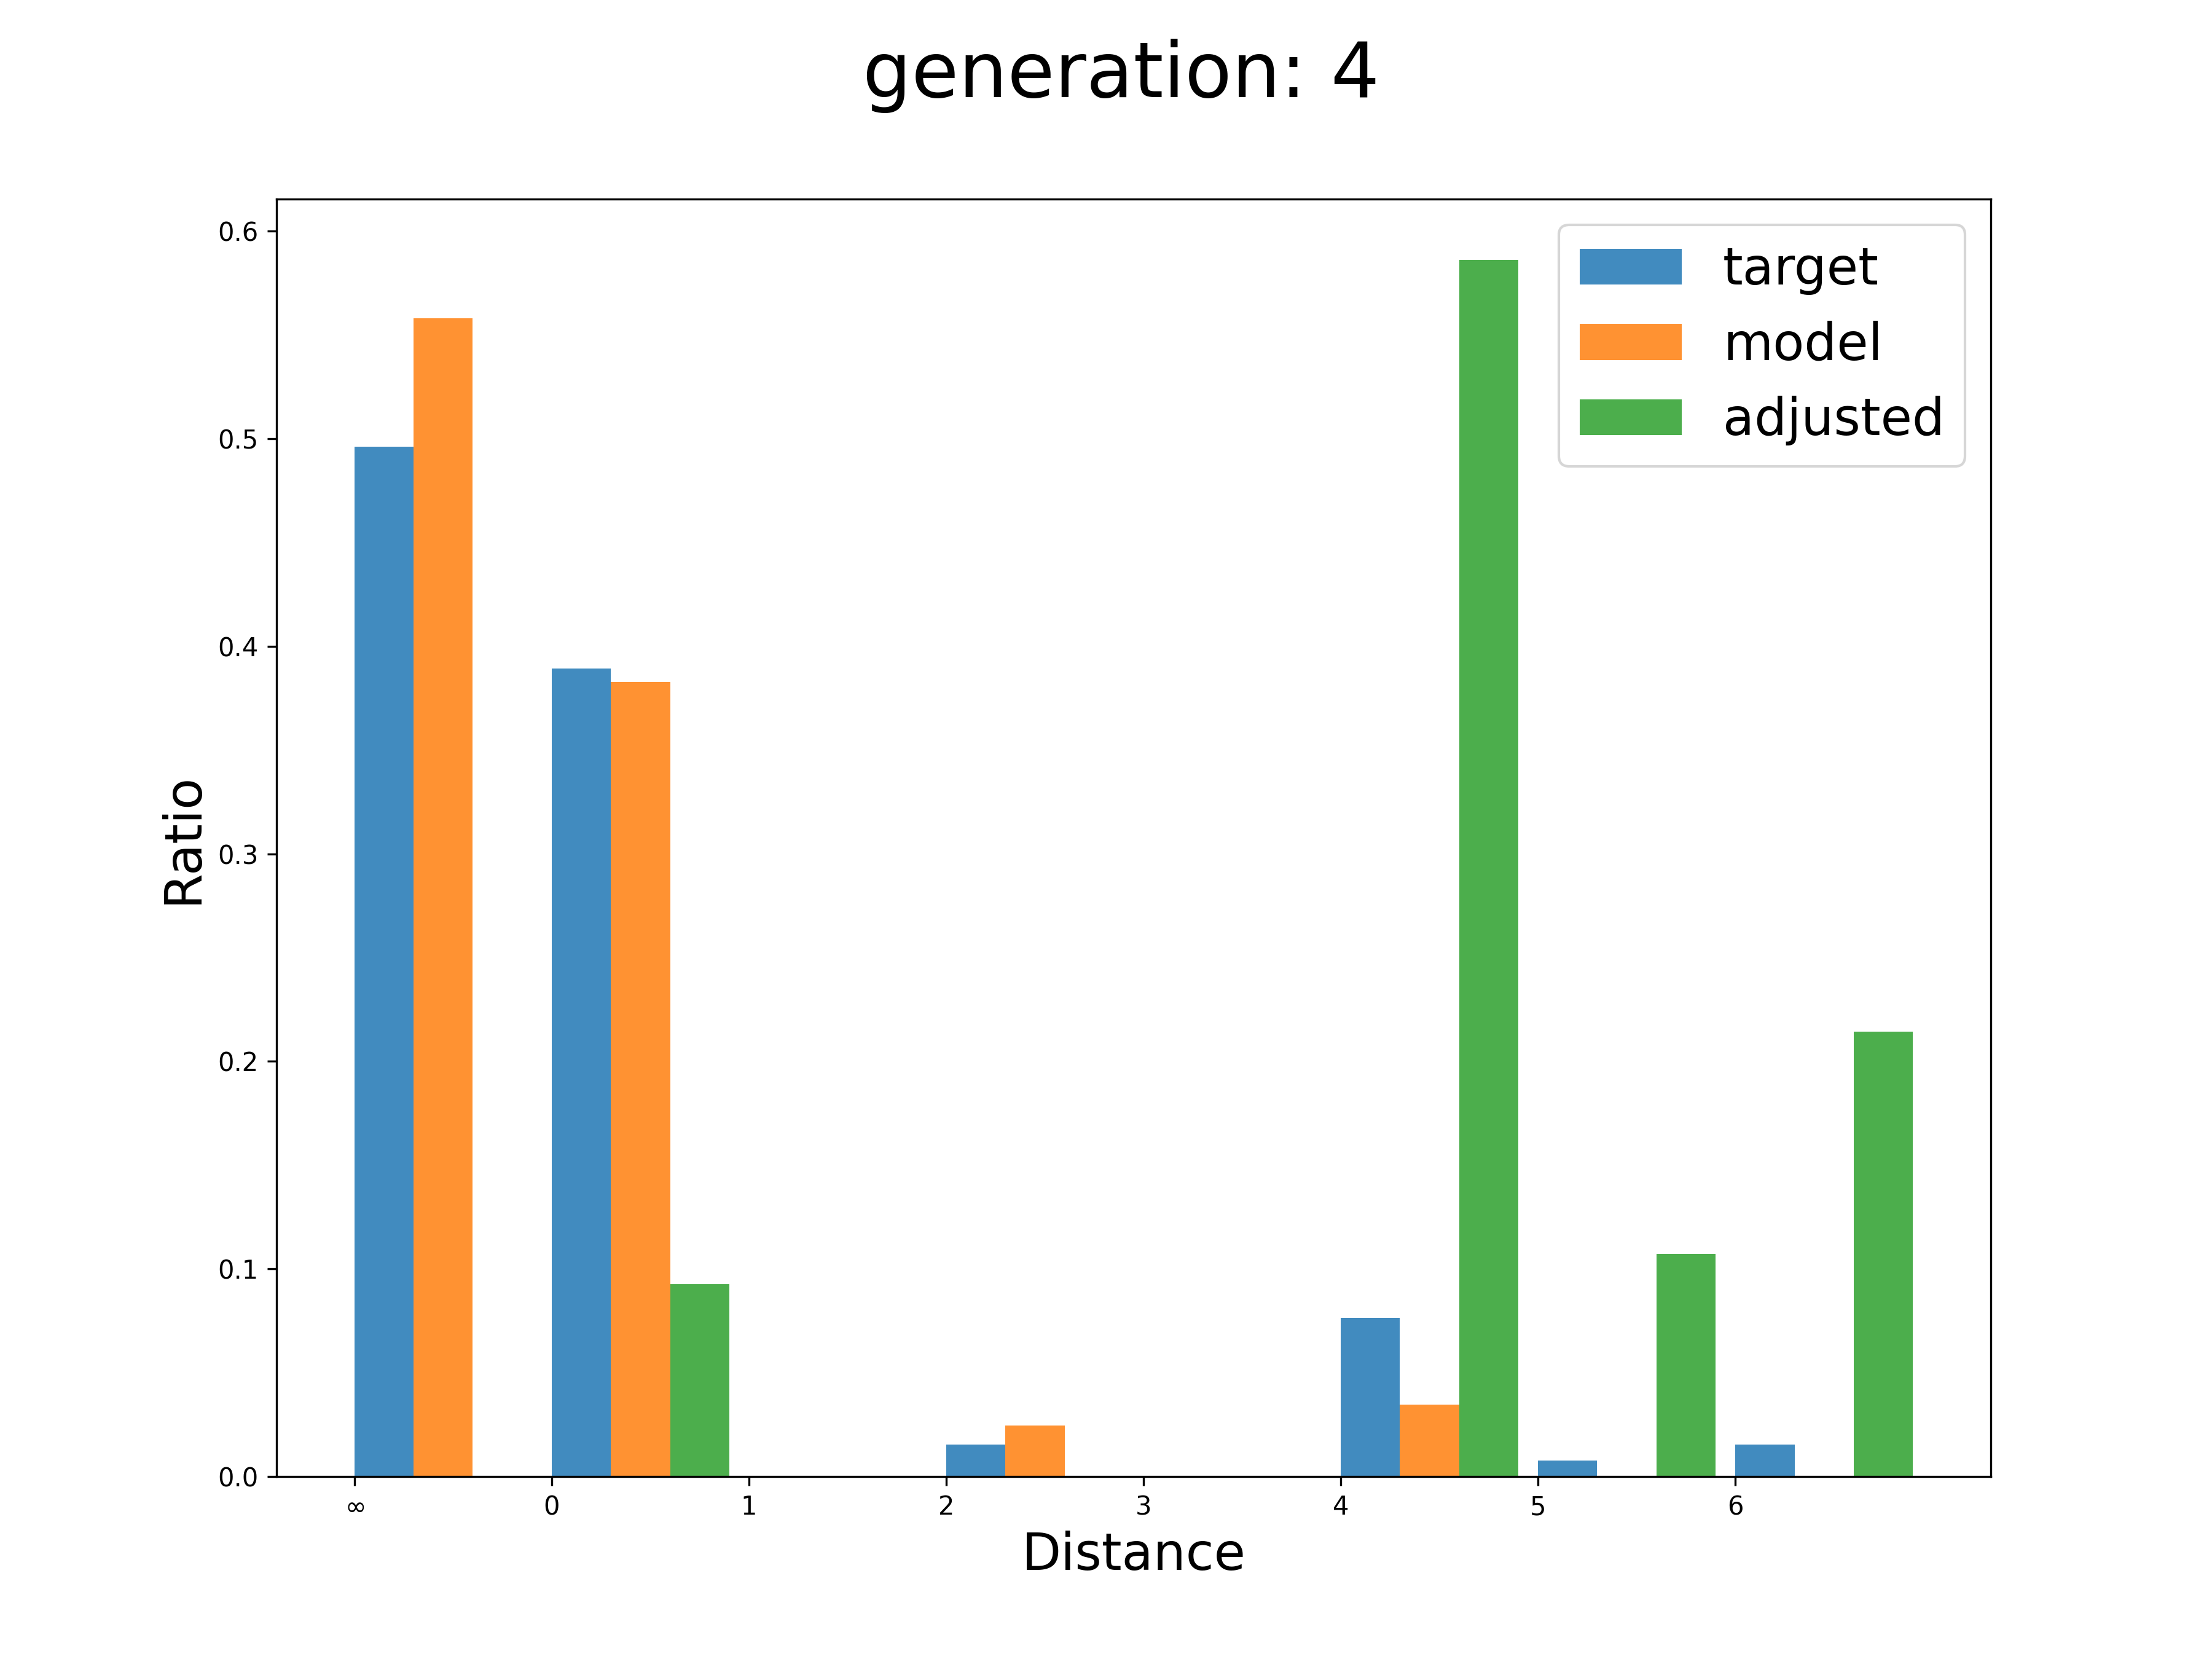 generation: 4
target
model
adjusted
Ratio
0.6
0.5
0.4
0.3
0.2
0.1
0.0
∞ 0 1 2 3 4 5 6
Distance